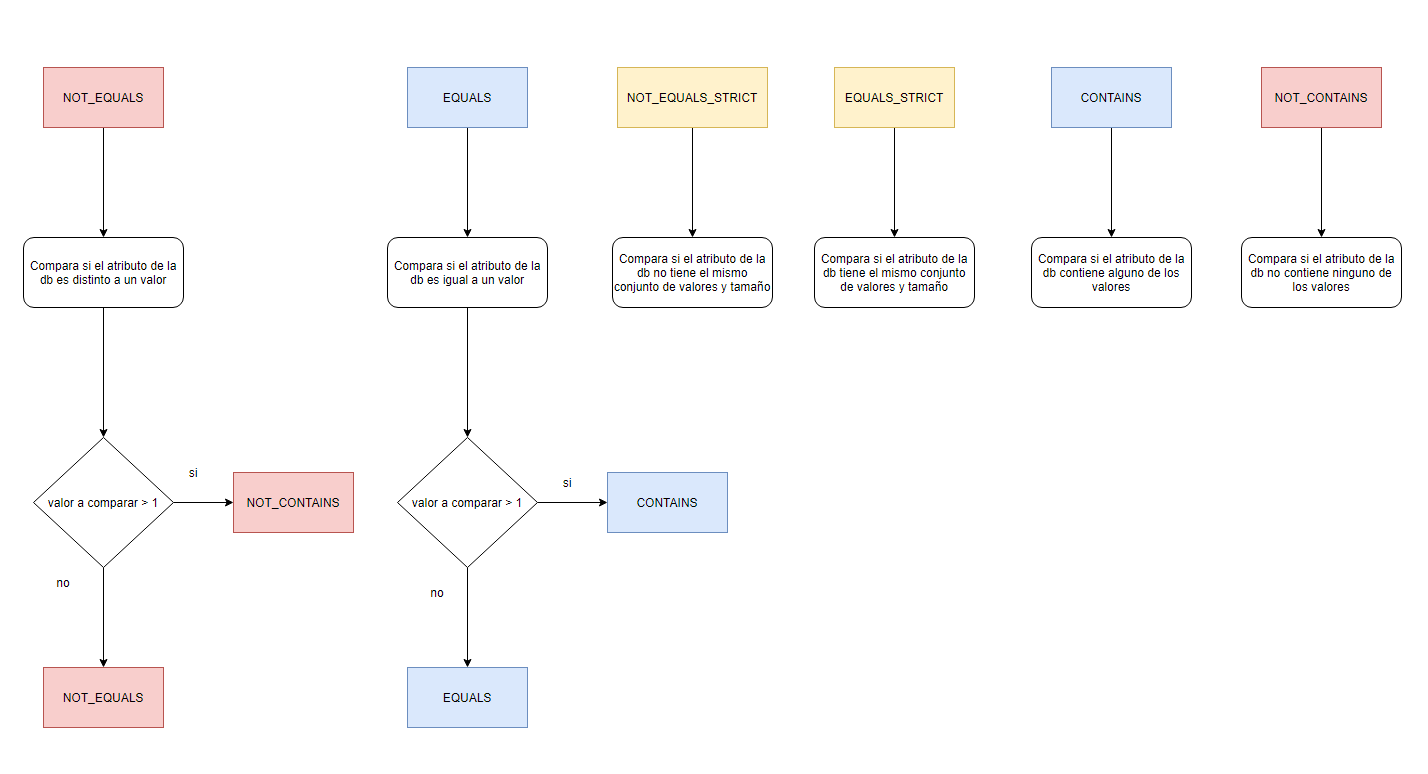 NOT_EQUALS
EQUALS
NOT_EQUALS_STRICT
EQUALS_STRICT
CONTAINS
NOT_CONTAINS
Compara si el atributo de la
db es distinto a un valor
Compara si el atributo de la
db es igual a un valor
Compara si el atributo de la
db no tiene el mismo
conjunto de valores y tamaño
Compara si el atributo de la
db tiene el mismo conjunto
de valores y tamaño
Compara si el atributo de la
db contiene alguno de los
valores
Compara si el atributo de la
db no contiene ninguno de
los valores
valor a comparar > 1
si
NOT_CONTAINS
no
NOT_EQUALS
valor a comparar > 1
si
CONTAINS
no
EQUALS